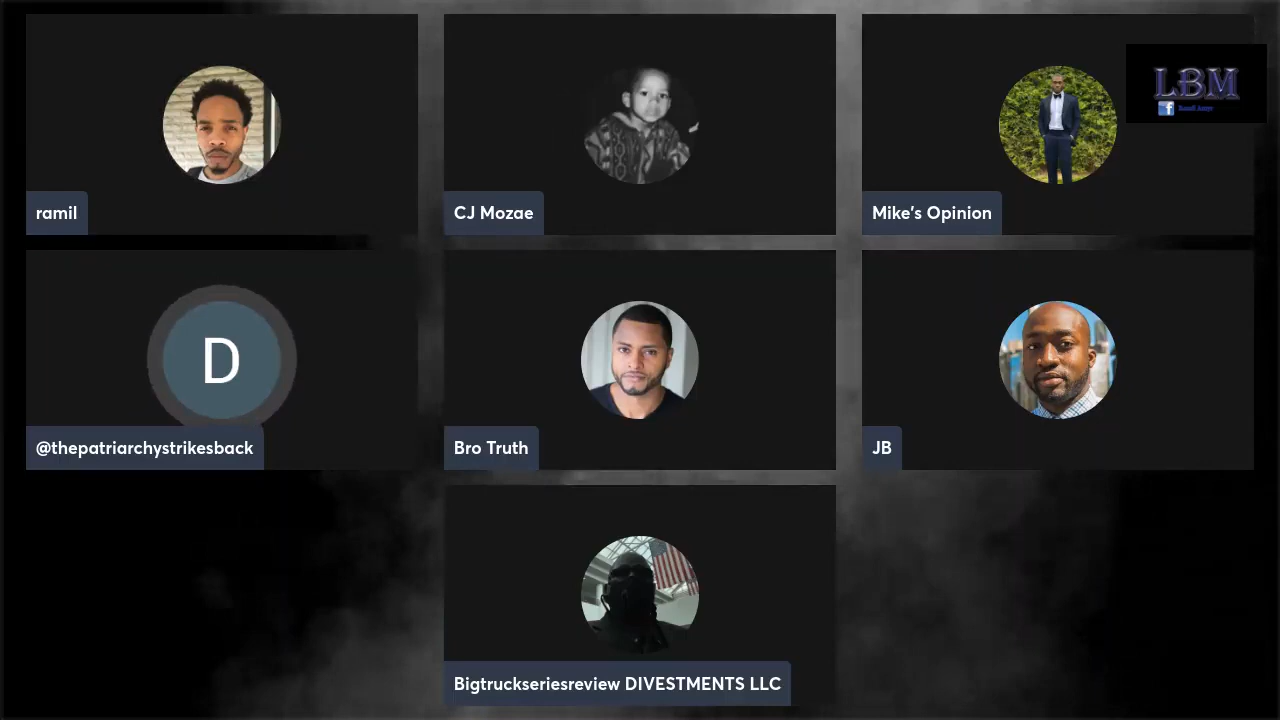 LBM
ramil
CJ Mozae
Mike's Opinion
D
@thepatriarchystrikesback
Bro Truth
JB
Bigtruckseriesreview DIVESTMENTS LLC